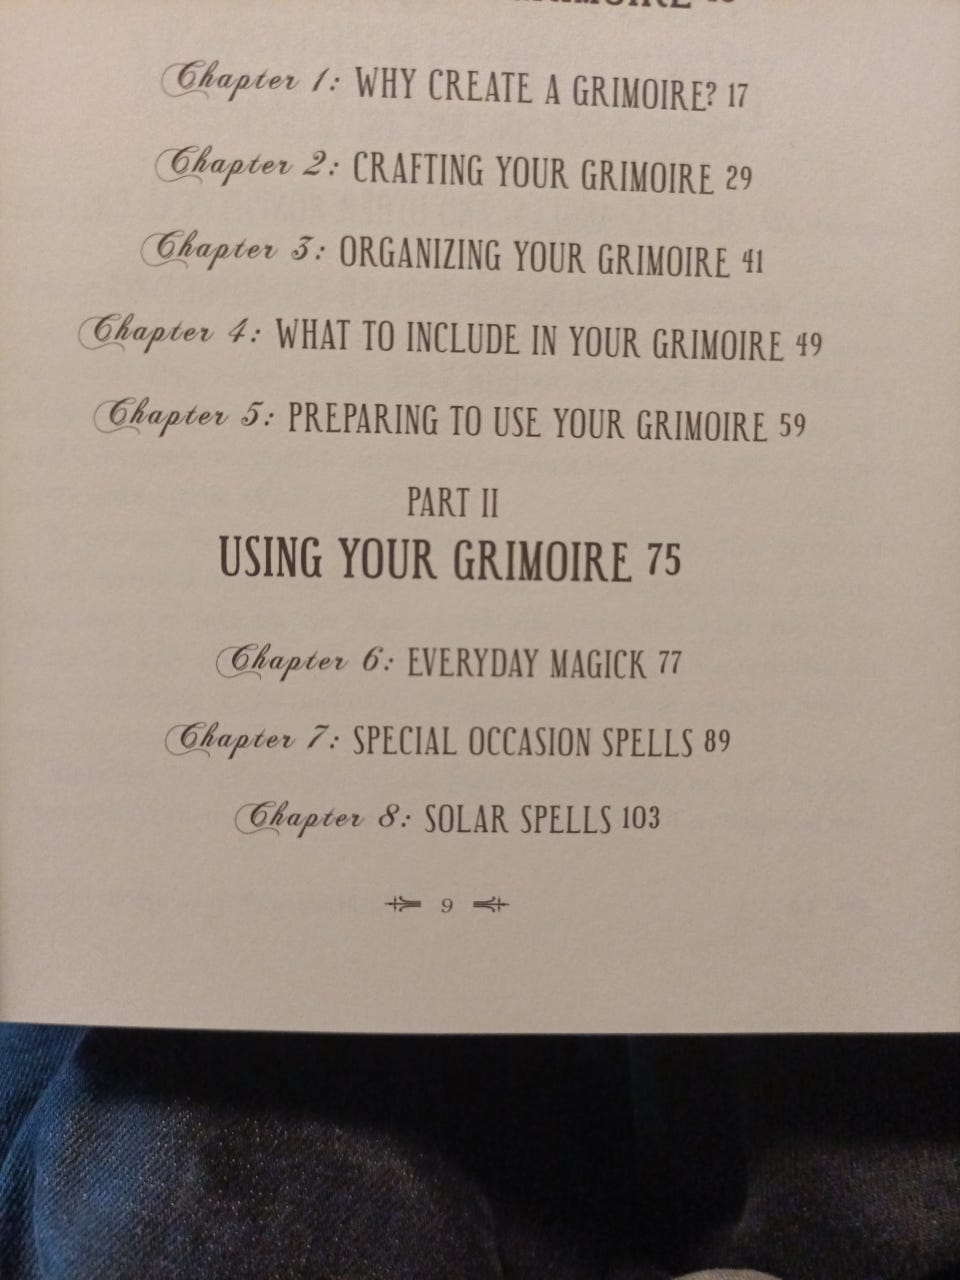 Chapter 1: WHY CREATE A GRIMOIRE? 17
Chapter 2: CRAFTING YOUR GRIMOIRE 29
Chapter 3: ORGANIZING YOUR GRIMOIRE 41
Chapter 4: WHAT TO INCLUDE IN YOUR GRIMOIRE 49
Chapter 5: PREPARING TO USE YOUR GRIMOIRE 59
PART II
USING YOUR GRIMOIRE 75
Chapter 6: EVERYDAY MAGICK 77
Chapter 7: SPECIAL OCCASION SPELLS 89
Chapter 8: SOLAR SPELLS 103
9